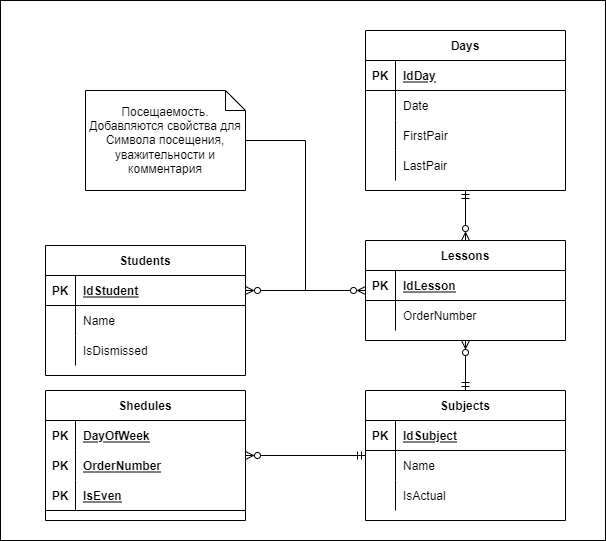 Days
PK IdDay
Date
FirstPair
LastPair
Посещаемость.
Добавляются свойства для
Символа посещения,
уважительности и
комментария
Students
PK IdStudent
Name
IsDismissed
Lessons
PK IdLesson
OrderNumber
Shedules
PK DayOfWeek
PK OrderNumber
PK IsEven
Subjects
PK IdSubject
Name
IsActual